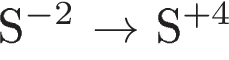 S⁻² → S⁺⁴